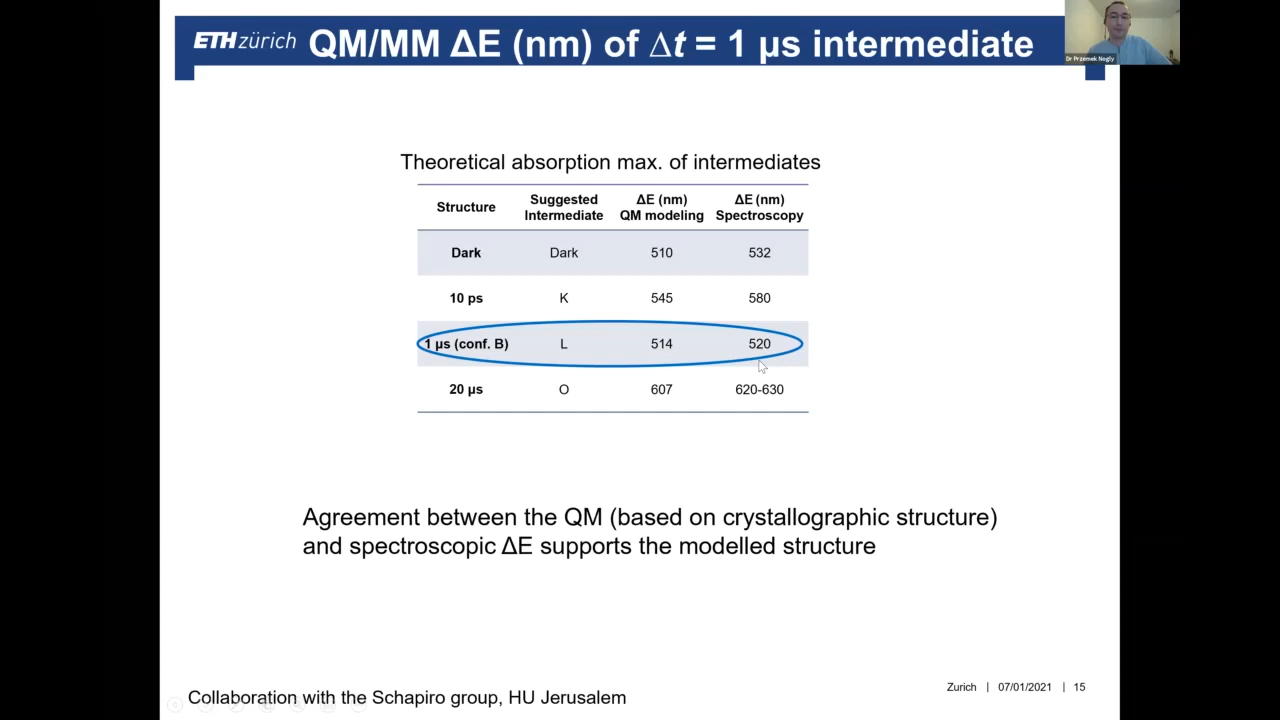 ETH zürich QM/MM ΔE (nm) of Δt = 1 µs intermediate
Dr Przemek Nogly
Theoretical absorption max. of intermediates
Structure Suggested Intermediate ΔE (nm) QM modeling ΔE (nm) Spectroscopy
Dark Dark 510 532
10 ps K 545 580
1 µs (conf. B) L 514 520
20 µs O 607 620-630
Agreement between the QM (based on crystallographic structure)
and spectroscopic ΔE supports the modelled structure
Zurich | 07/01/2021 | 15
Collaboration with the Schapiro group, HU Jerusalem